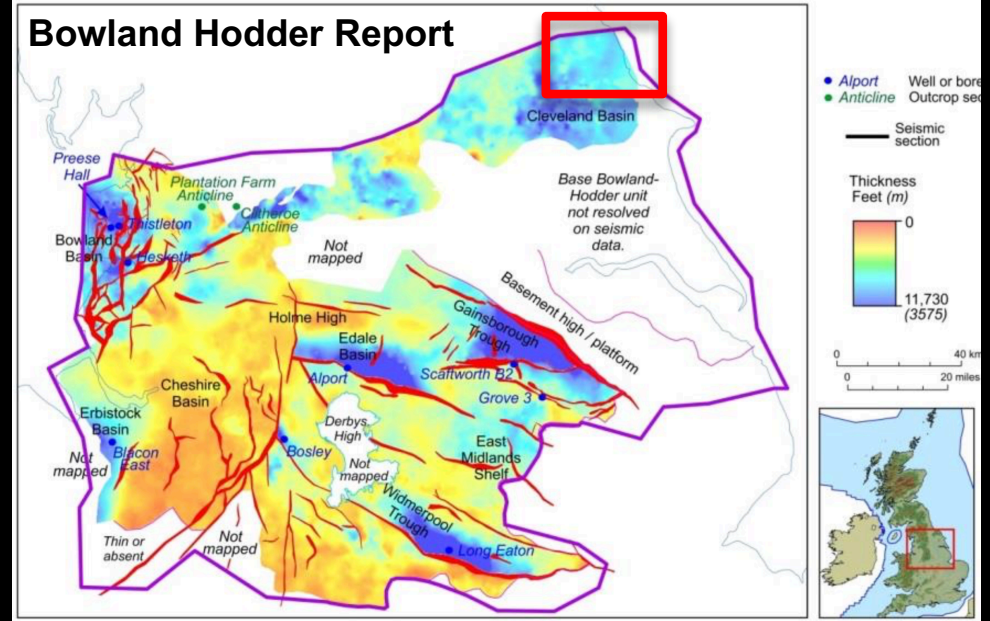 Bowland Hodder Report
Cleveland Basin
Preese
Hall
Plantation Farm
Anticline
Clitheroe
Anticline
Thistleton
Bowland
Basin
Hesketh
Not
mapped
Base Bowland-
Hodder unit
not resolved
on seismic
data.
Basement high / platform
Holme High
Gainsborough
Trough
Edale
Basin
Alport
Scaftworth B2
Grove 3
Cheshire
Basin
Erbistock
Basin
Blacon
East
Not
mapped
Derbys.
High
Not
mapped
Bosley
East
Midlands
Shelf
Widmerpool
Trough
Long Eaton
Thin or
absent
Not
mapped
Alport Well or bore
Anticline Outcrop sec
Seismic
section
Thickness
Feet (m)
0
11,730
(3575)
0 40 km
0 20 miles